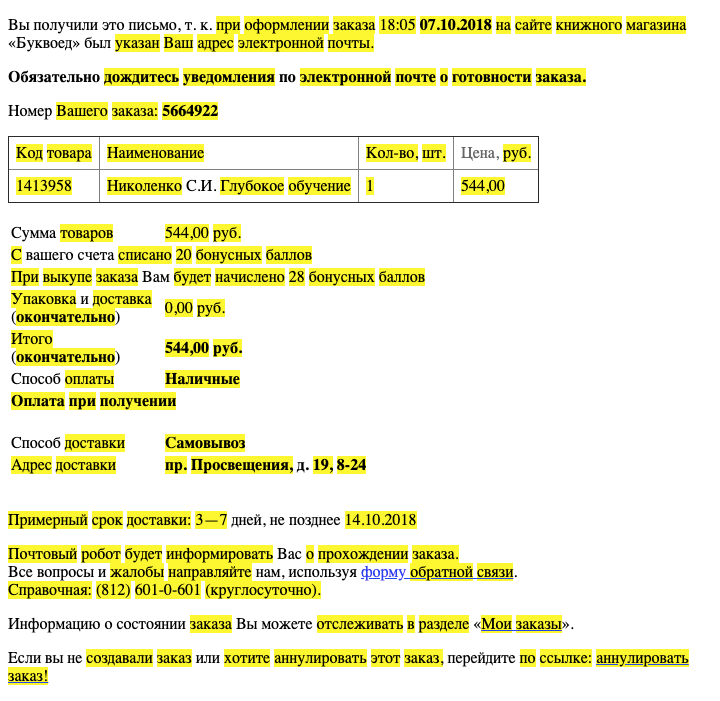 Вы получили это письмо, т. к. при оформлении заказа 18:05 07.10.2018 на сайте книжного магазина
«Буквоед» был указан Ваш адрес электронной почты.
Обязательно дождитесь уведомления по электронной почте о готовности заказа.
Номер Вашего заказа: 5664922
Код товара Наименование Кол-во, шт. Цена, руб.
1413958 Николенко С.И. Глубокое обучение 1 544,00
Сумма товаров 544,00 руб.
С вашего счета списано 20 бонусных баллов
При выкупе заказа Вам будет начислено 28 бонусных баллов
Упаковка и доставка
(окончательно) 0,00 руб.
Итого
(окончательно) 544,00 руб.
Способ оплаты Наличные
Оплата при получении
Способ доставки Самовывоз
Адрес доставки пр. Просвещения, д. 19, 8-24
Примерный срок доставки: 3—7 дней, не позднее 14.10.2018
Почтовый робот будет информировать Вас о прохождении заказа.
Все вопросы и жалобы направляйте нам, используя форму обратной связи.
Справочная: (812) 601-0-601 (круглосуточно).
Информацию о состоянии заказа Вы можете отслеживать в разделе «Мои заказы».
Если вы не создавали заказ или хотите аннулировать этот заказ, перейдите по ссылке: аннулировать
заказ!